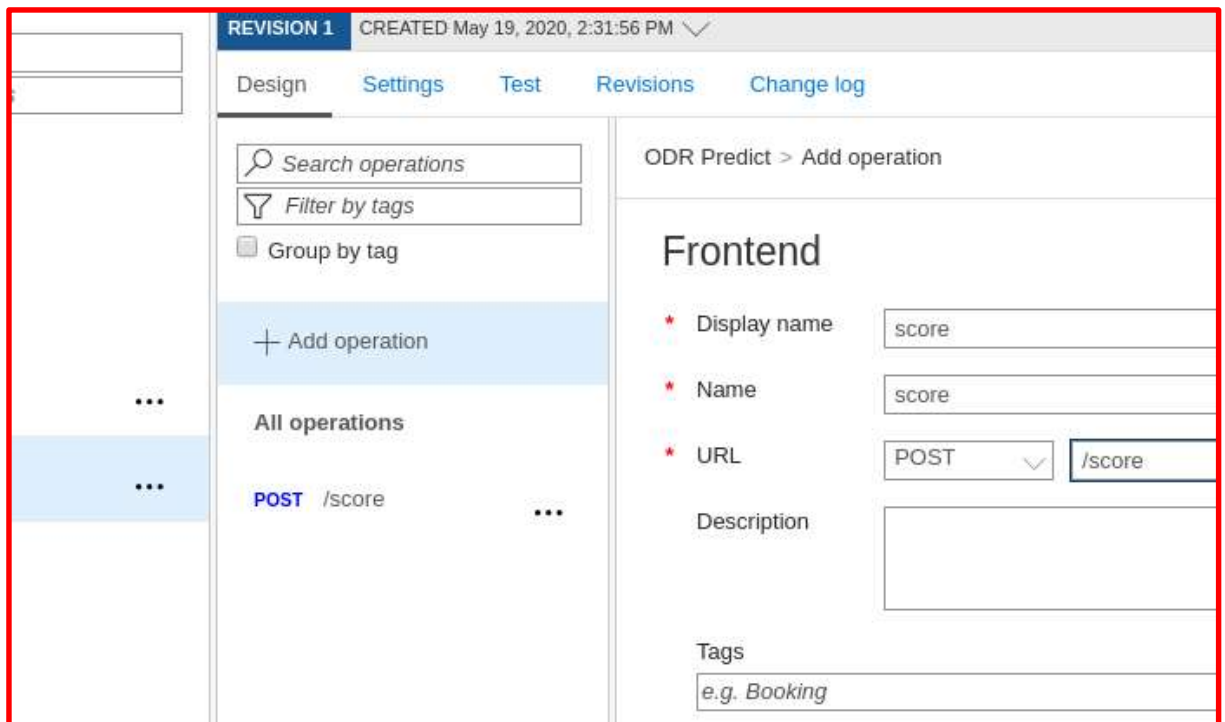 REVISION 1 CREATED May 19, 2020, 2:31:56 PM
Design Settings Test Revisions Change log
Search operations
Filter by tags
Group by tag
+ Add operation
All operations
POST /score
ODR Predict > Add operation
Frontend
* Display name score
* Name score
* URL POST /score
Description
Tags
e.g. Booking